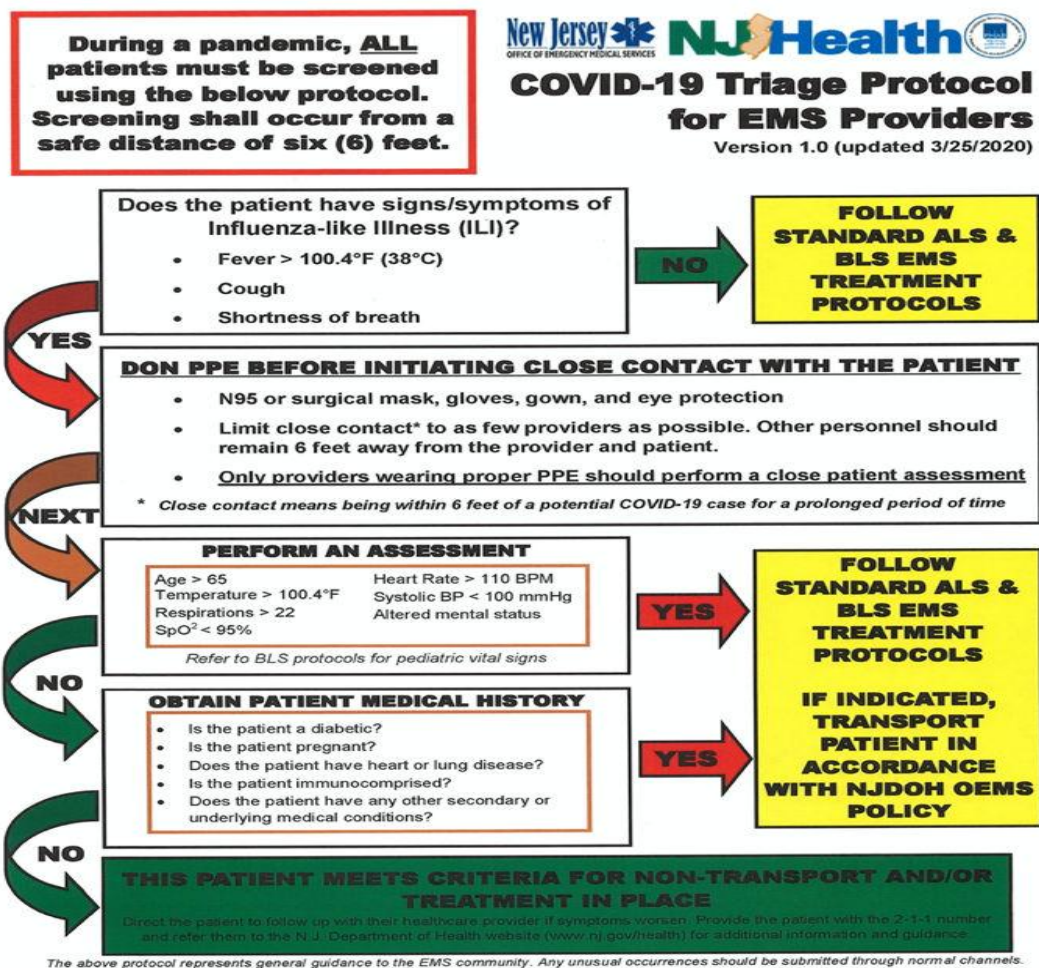 During a pandemic, ALL
patients must be screened
using the below protocol.
Screening shall occur from a
safe distance of six (6) feet.
New Jersey
OFFICE OF EMERGENCY MEDICAL SERVICES
NJ Health
COVID-19 Triage Protocol
for EMS Providers
Version 1.0 (updated 3/25/2020)
Does the patient have signs/symptoms of
Influenza-like Illness (ILI)?
• Fever > 100.4°F (38°C)
• Cough
• Shortness of breath
NO
FOLLOW
STANDARD ALS &
BLS EMS
TREATMENT
PROTOCOLS
YES
DON PPE BEFORE INITIATING CLOSE CONTACT WITH THE PATIENT
• N95 or surgical mask, gloves, gown, and eye protection
• Limit close contact* to as few providers as possible. Other personnel should
remain 6 feet away from the provider and patient.
• Only providers wearing proper PPE should perform a close patient assessment
* Close contact means being within 6 feet of a potential COVID-19 case for a prolonged period of time
NEXT
PERFORM AN ASSESSMENT
Age > 65
Temperature > 100.4°F
Respirations > 22
SpO² < 95%
Heart Rate > 110 BPM
Systolic BP < 100 mmHg
Altered mental status
Refer to BLS protocols for pediatric vital signs
YES
FOLLOW
STANDARD ALS &
BLS EMS
TREATMENT
PROTOCOLS
IF INDICATED,
TRANSPORT
PATIENT IN
ACCORDANCE
WITH NJDOH OEMS
POLICY
NO
OBTAIN PATIENT MEDICAL HISTORY
• Is the patient a diabetic?
• Is the patient pregnant?
• Does the patient have heart or lung disease?
• Is the patient immunocomprised?
• Does the patient have any other secondary or
underlying medical conditions?
YES
NO
THIS PATIENT MEETS CRITERIA FOR NON-TRANSPORT AND/OR
TREATMENT IN PLACE
Direct the patient to follow up with their healthcare provider if symptoms worsen. Provide the patient with the 2-1-1 number
and refer them to the N.J. Department of Health website (www.nj.gov/health) for additional information and guidance.
The above protocol represents general guidance to the EMS community. Any unusual occurrences should be submitted through normal channels.